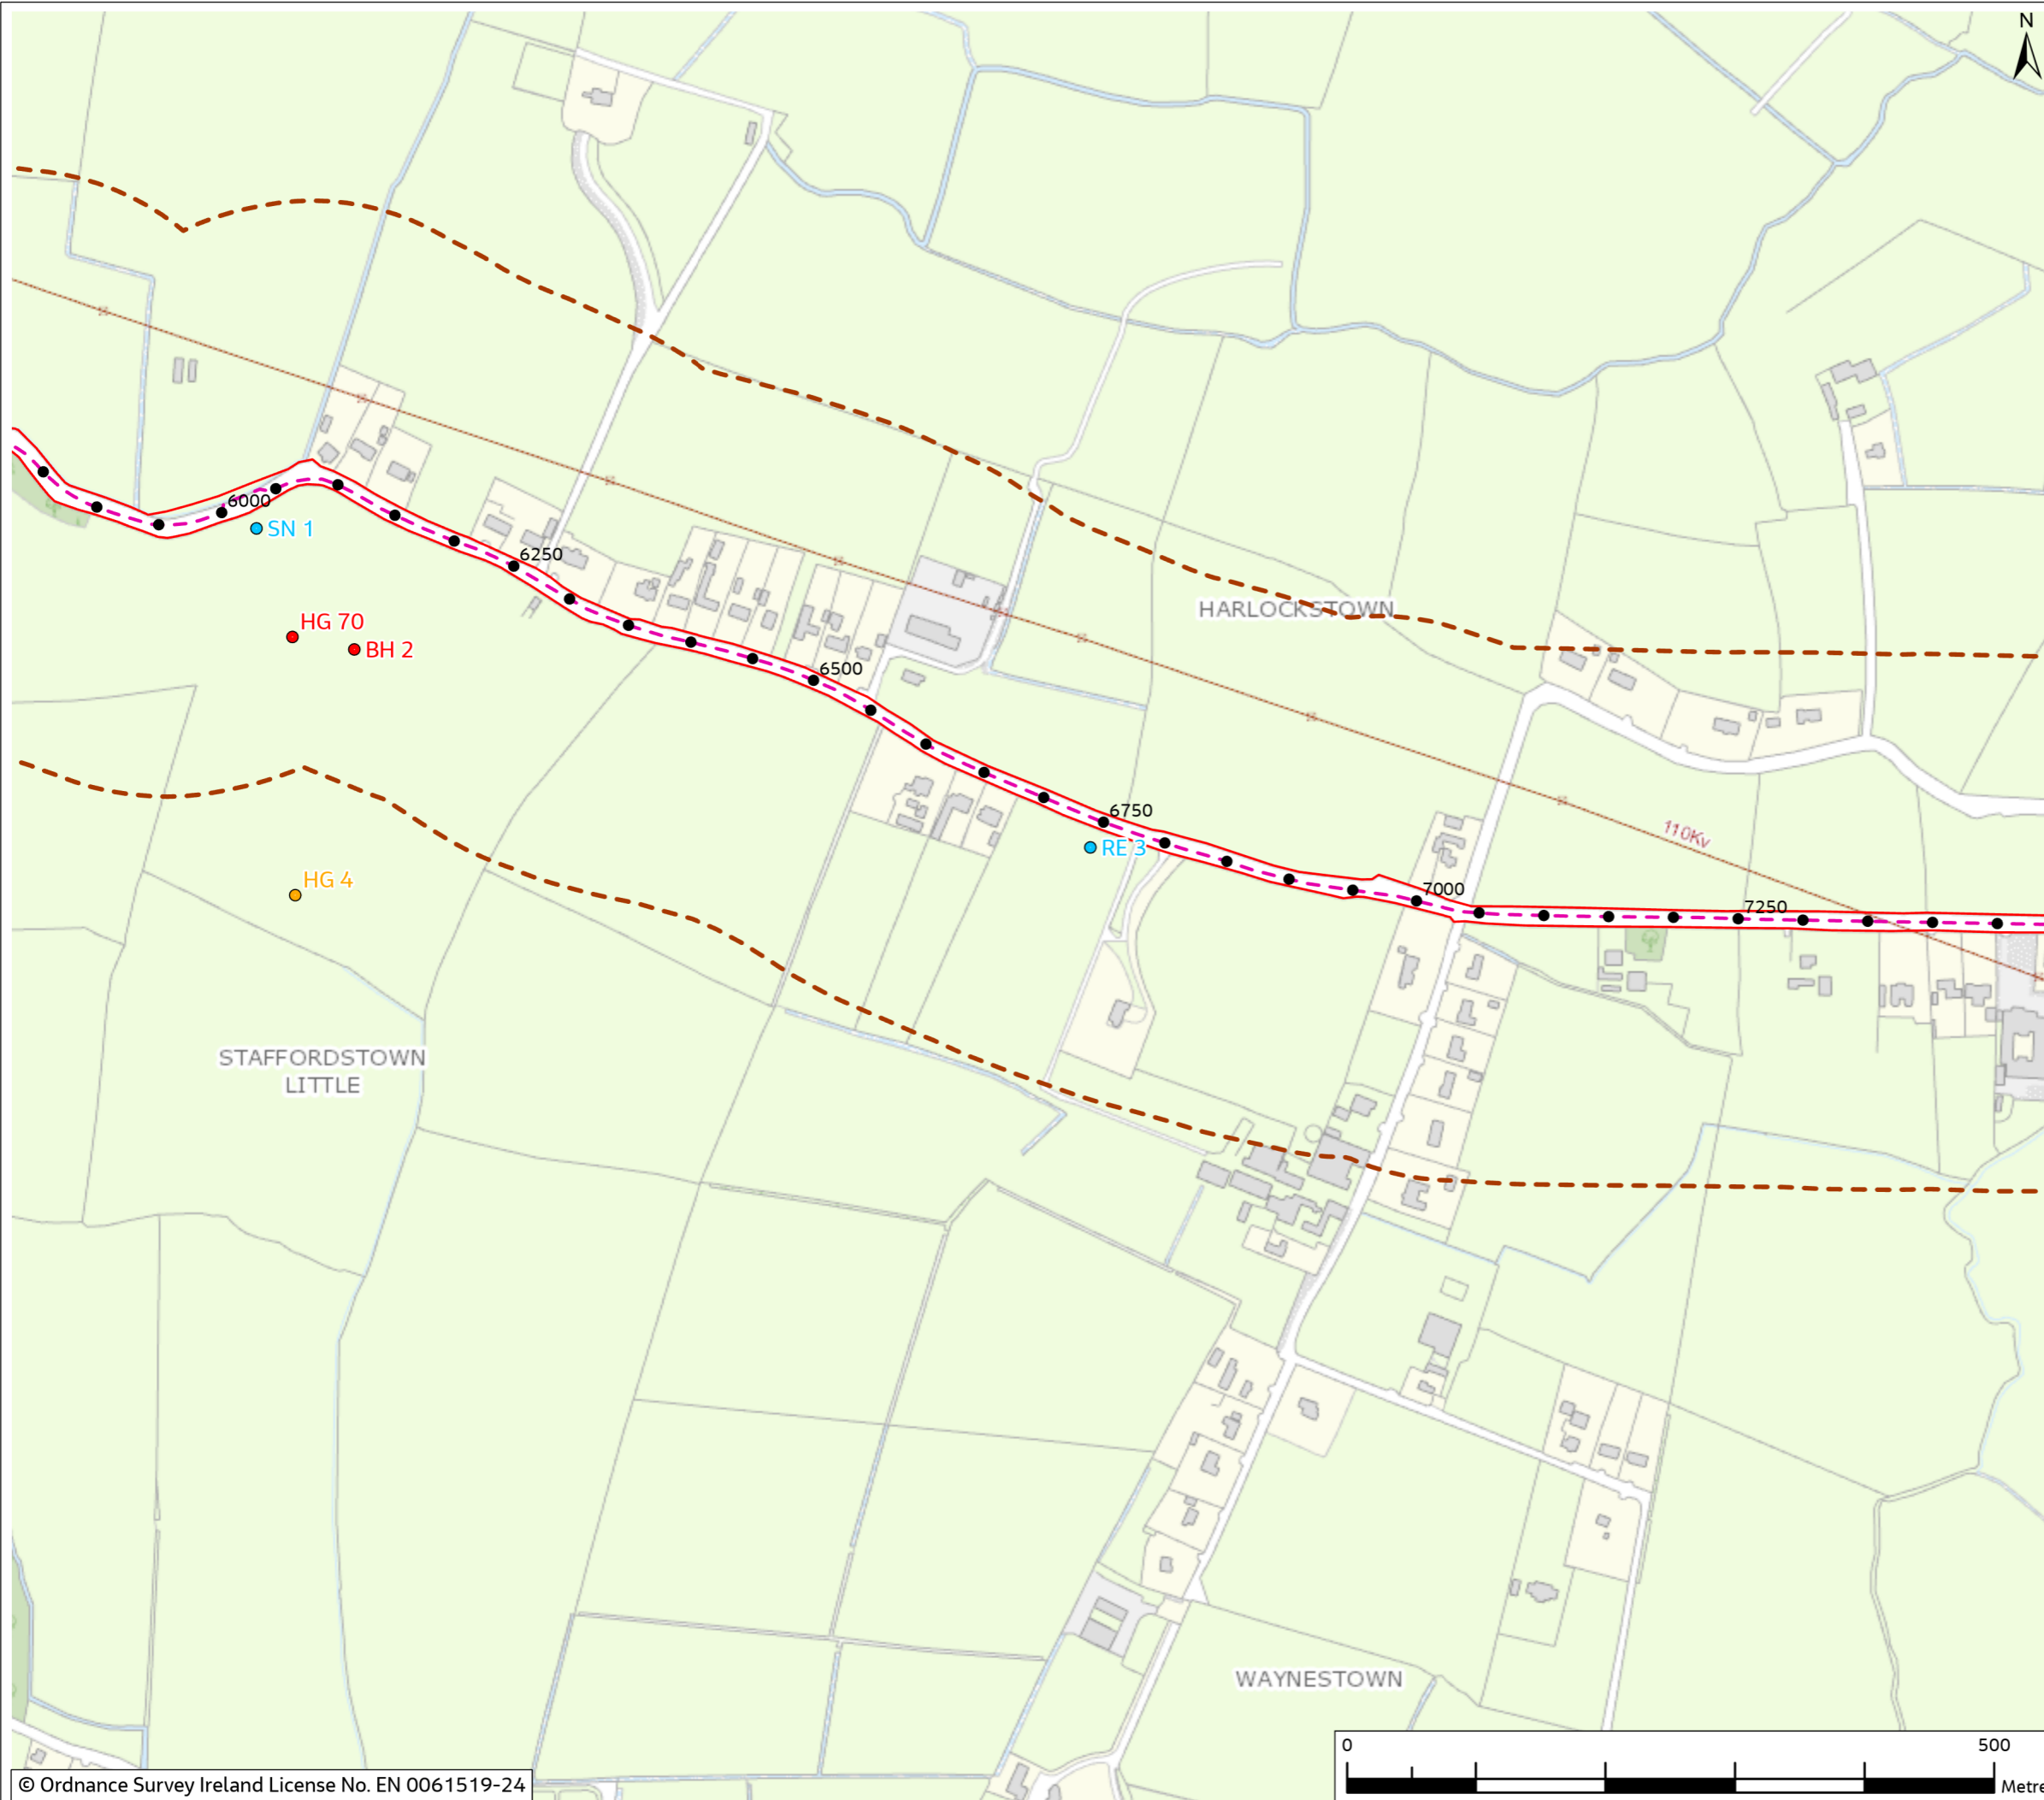 N
6000
SN 1
6250
HG 70
BH 2
HARLOCKSTOWN
6500
6750
RE 3
110Kv
HG 4
7000
7250
STAFFORDSTOWN
LITTLE
WAYNESTOWN
0 500
Metre
© Ordnance Survey Ireland License No. EN 0061519-24